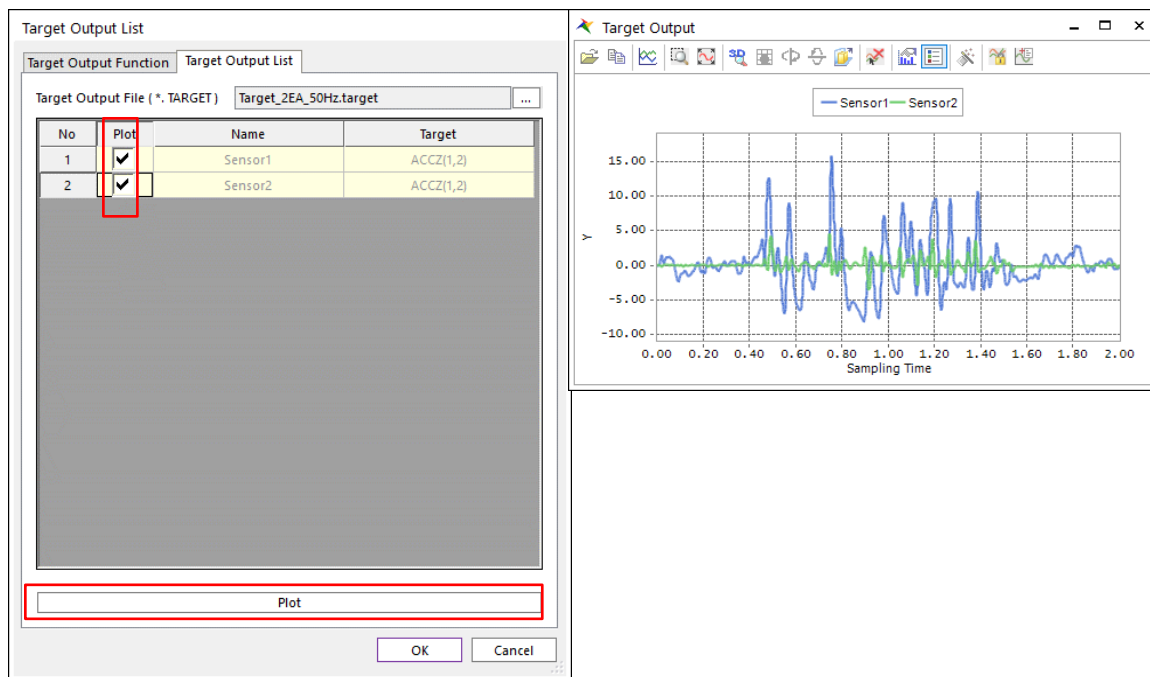 Target Output List
Target Output Function Target Output List
Target Output File ( *. TARGET ) Target_2EA_50Hz.target ...
No Plot Name Target
1 Sensor1 ACCZ(1,2)
2 Sensor2 ACCZ(1,2)
Plot
OK Cancel
Target Output
3D
Sensor1 Sensor2
15.00
10.00
5.00
0.00
-5.00
-10.00
Y
0.00 0.20 0.40 0.60 0.80 1.00 1.20 1.40 1.60 1.80 2.00
Sampling Time